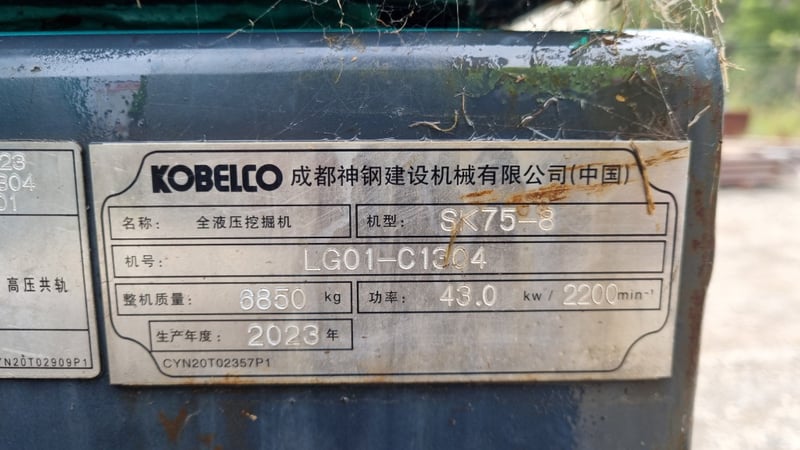 KOBELCO 成都神钢建设机械有限公司(中国)
名称: 全液压挖掘机 机型: SK75-8
机号: LG01-C1304
整机质量: 6850 kg 功率: 43.0 kw / 2200min⁻¹
生产年度: 2023 年
CYN20T02357P1
23
304
01
高压共轨
YN20T02909P1